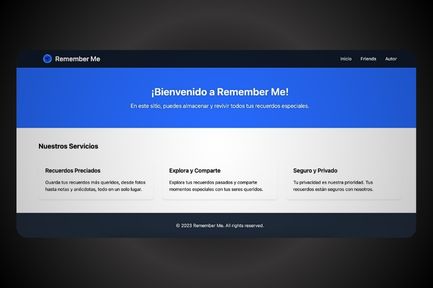 Remember Me
Inicio Friends Autor
¡Bienvenido a Remember Me!
En este sitio, puedes almacenar y revivir todos tus recuerdos especiales.
Nuestros Servicios
Recuerdos Preciados
Guarda tus recuerdos más queridos, desde fotos
hasta notas y anécdotas, todo en un solo lugar.
Explora y Comparte
Explora tus recuerdos pasados y comparte
momentos especiales con tus seres queridos.
Seguro y Privado
Tu privacidad es nuestra prioridad. Tus
recuerdos están seguros con nosotros.
© 2023 Remember Me. All rights reserved.